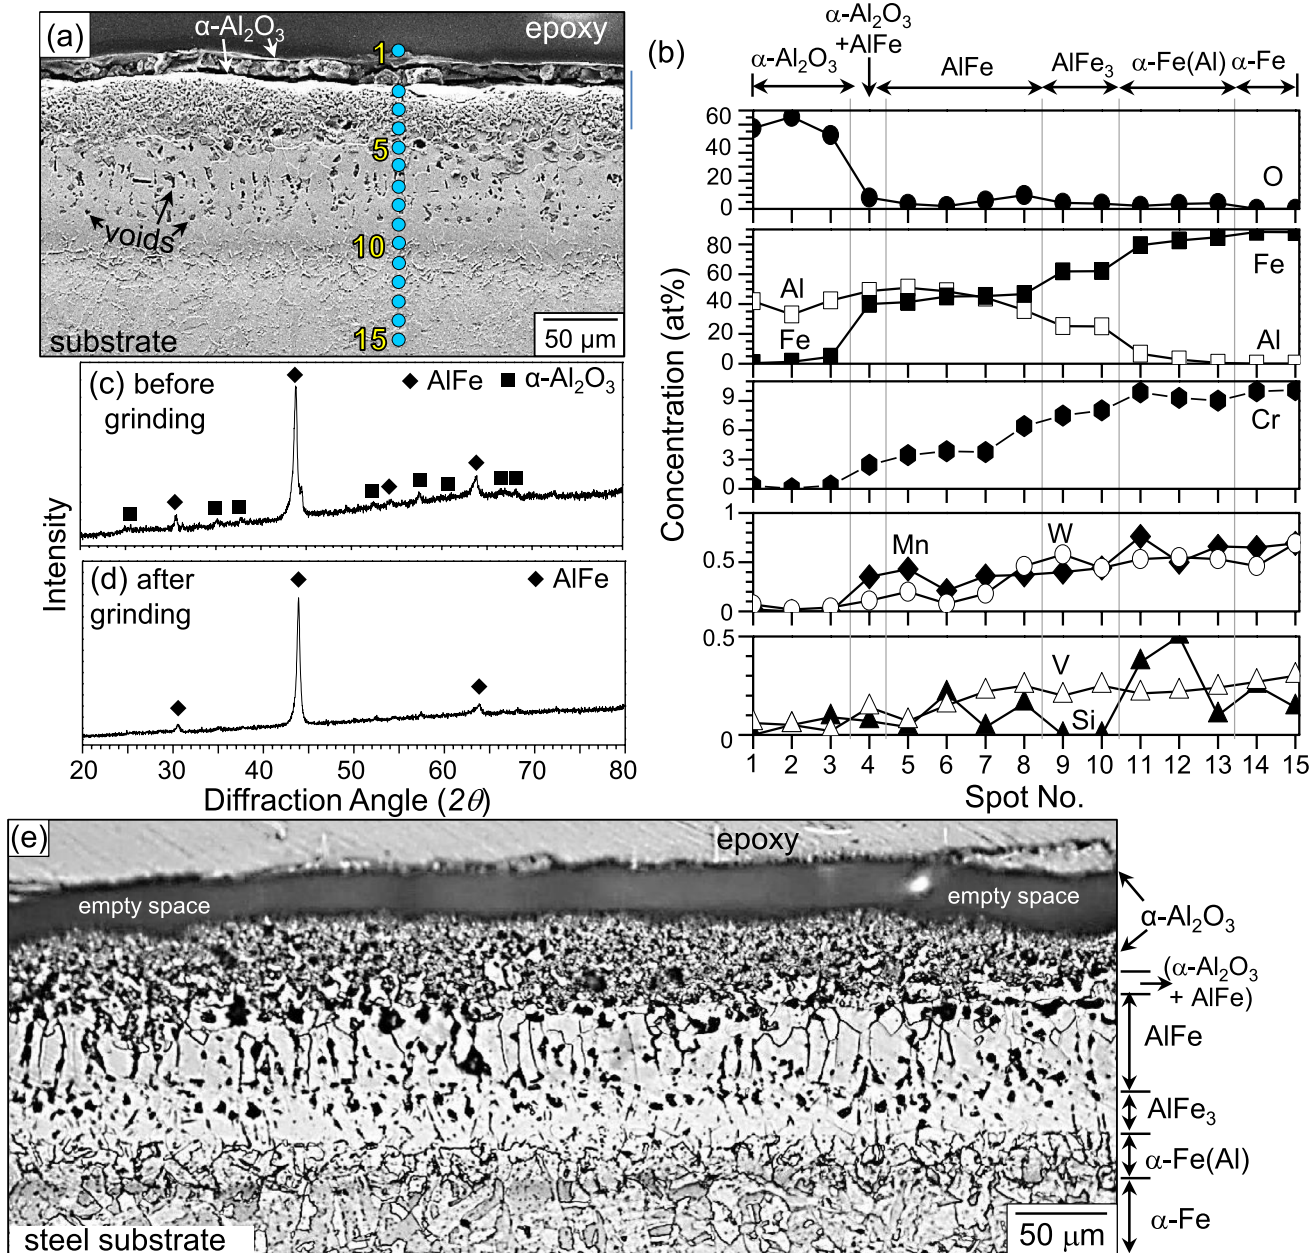 (a)
α-Al2O3
epoxy
1
5
voids
10
15
substrate
50 μm
(b)
α-Al2O3
+AlFe
α-Al2O3
AlFe
AlFe3
α-Fe(Al)
α-Fe
60
40
20
0
O
90
80
60
40
20
0
Al
Fe
Fe
Al
9
6
3
0
Cr
1
0.5
0
Mn
W
0.5
0
V
Si
1 2 3 4 5 6 7 8 9 10 11 12 13 14 15
Spot No.
Concentration (at%)
(c) before
grinding
AlFe
α-Al2O3
(d) after
grinding
AlFe
20 30 40 50 60 70 80
Diffraction Angle (2θ)
Intensity
(e)
epoxy
empty space
empty space
steel substrate
50 μm
α-Al2O3
(α-Al2O3
+ AlFe)
AlFe
AlFe3
α-Fe(Al)
α-Fe